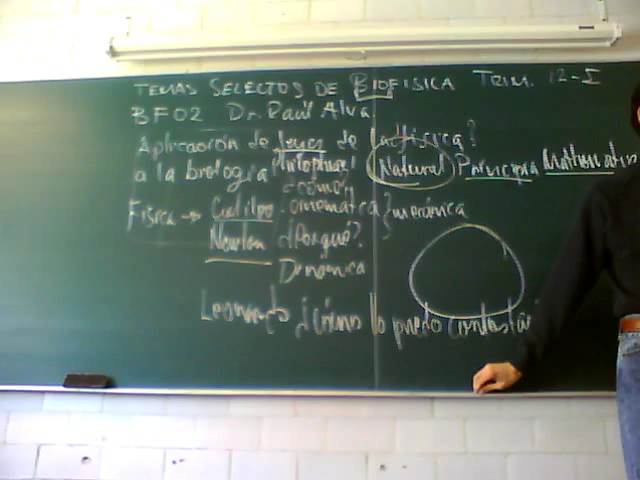 TEMAS SELECTOS DE BIOFISICA TRIM. 12-I
BF02 Dr. Raúl Alva
Aplicación de leyes de la física?
a la biología Philosophiae Natural Principia Mathematica
¿cómo?
Física → Galileo: cinemática } mecánica
Newton ¿Porqué?
Dinámica
Leonardo ¿cómo lo puedo contestar